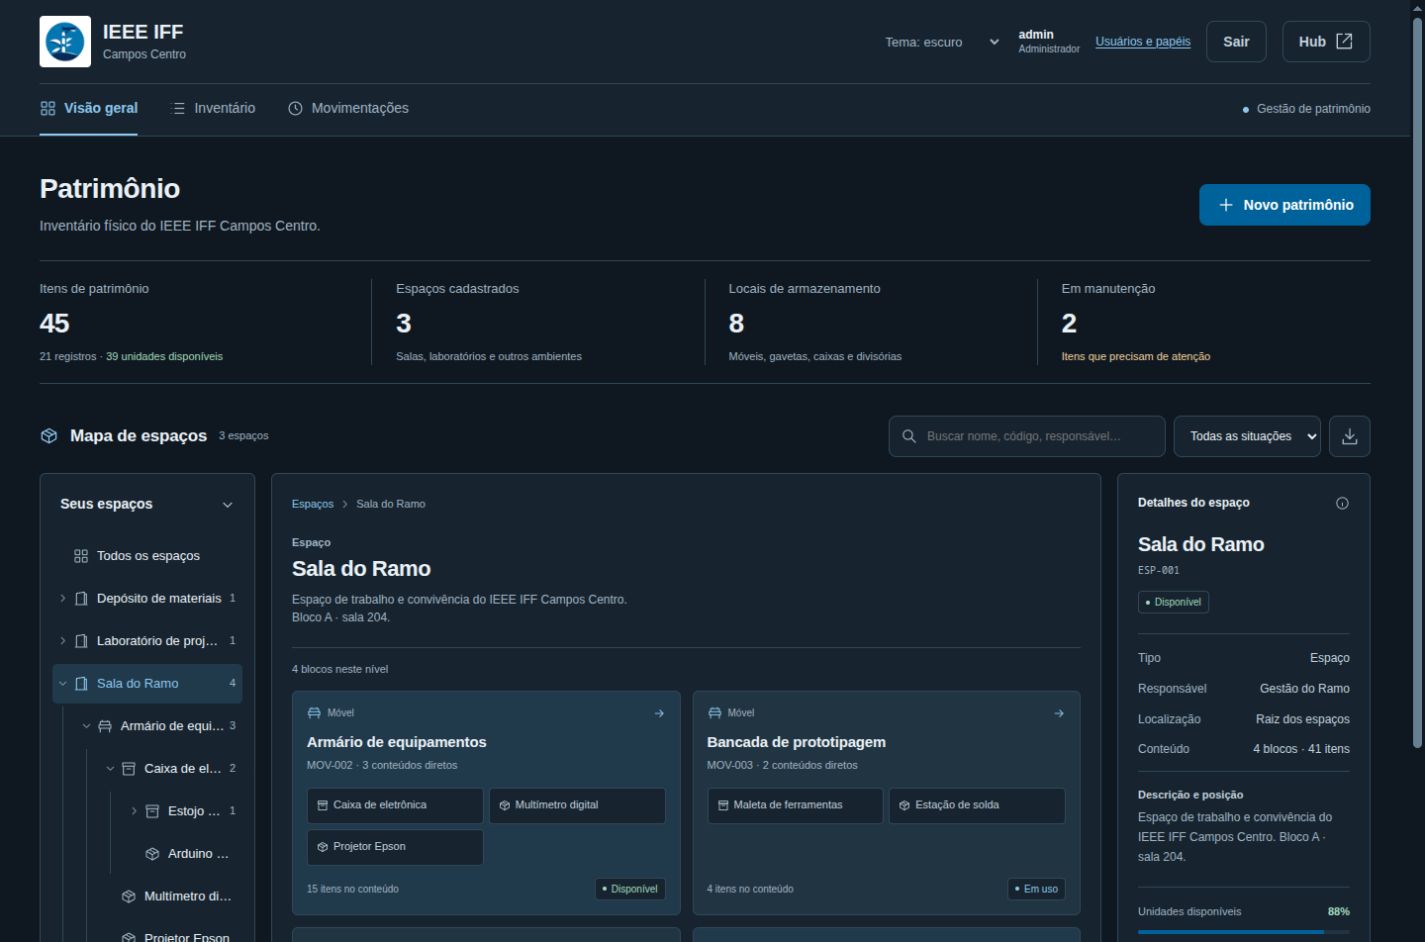 IEEE IFF
Campos Centro
Tema: escuro
admin
Administrador
Usuários e papéis
Sair
Hub
Visão geral
Inventário
Movimentações
Gestão de patrimônio
Patrimônio
Inventário físico do IEEE IFF Campos Centro.
Novo patrimônio
Itens de patrimônio
45
21 registros · 39 unidades disponíveis
Espaços cadastrados
3
Salas, laboratórios e outros ambientes
Locais de armazenamento
8
Móveis, gavetas, caixas e divisórias
Em manutenção
2
Itens que precisam de atenção
Mapa de espaços 3 espaços
Buscar nome, código, responsável...
Todas as situações
Seus espaços
Todos os espaços
Depósito de materiais 1
Laboratório de proj... 1
Sala do Ramo 4
Armário de equi... 3
Caixa de el... 2
Estojo ... 1
Arduino ...
Multímetro di...
Projetor Epson
Espaços > Sala do Ramo
Espaço
Sala do Ramo
Espaço de trabalho e convivência do IEEE IFF Campos Centro.
Bloco A · sala 204.
4 blocos neste nível
Móvel
Armário de equipamentos
MOV-002 · 3 conteúdos diretos
Caixa de eletrônica
Multímetro digital
Projetor Epson
15 itens no conteúdo
Disponível
Móvel
Bancada de prototipagem
MOV-003 · 2 conteúdos diretos
Maleta de ferramentas
Estação de solda
4 itens no conteúdo
Em uso
Detalhes do espaço
Sala do Ramo
ESP-001
Disponível
Tipo Espaço
Responsável Gestão do Ramo
Localização Raiz dos espaços
Conteúdo 4 blocos · 41 itens
Descrição e posição
Espaço de trabalho e convivência do
IEEE IFF Campos Centro. Bloco A ·
sala 204.
Unidades disponíveis 88%